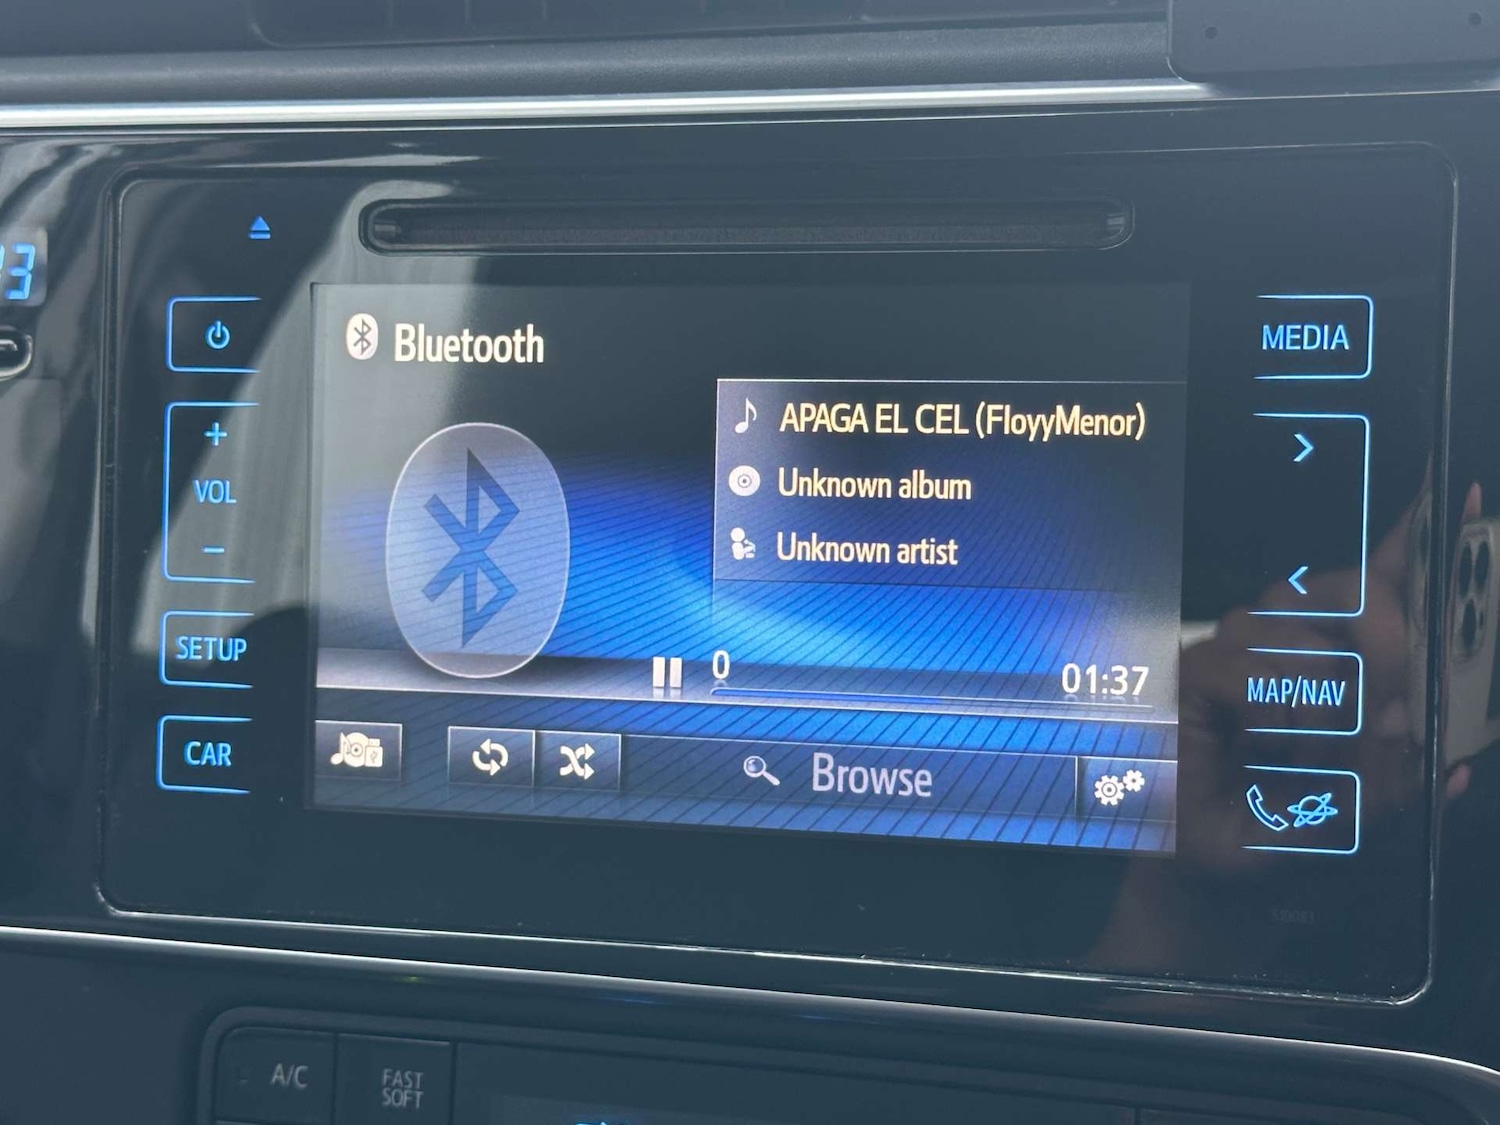 3
Bluetooth
MEDIA
APAGA EL CEL (FloyyMenor)
+
VOL
-
Unknown album
Unknown artist
SETUP
0
01:37
MAP/NAV
CAR
Browse
A/C
FAST
SOFT